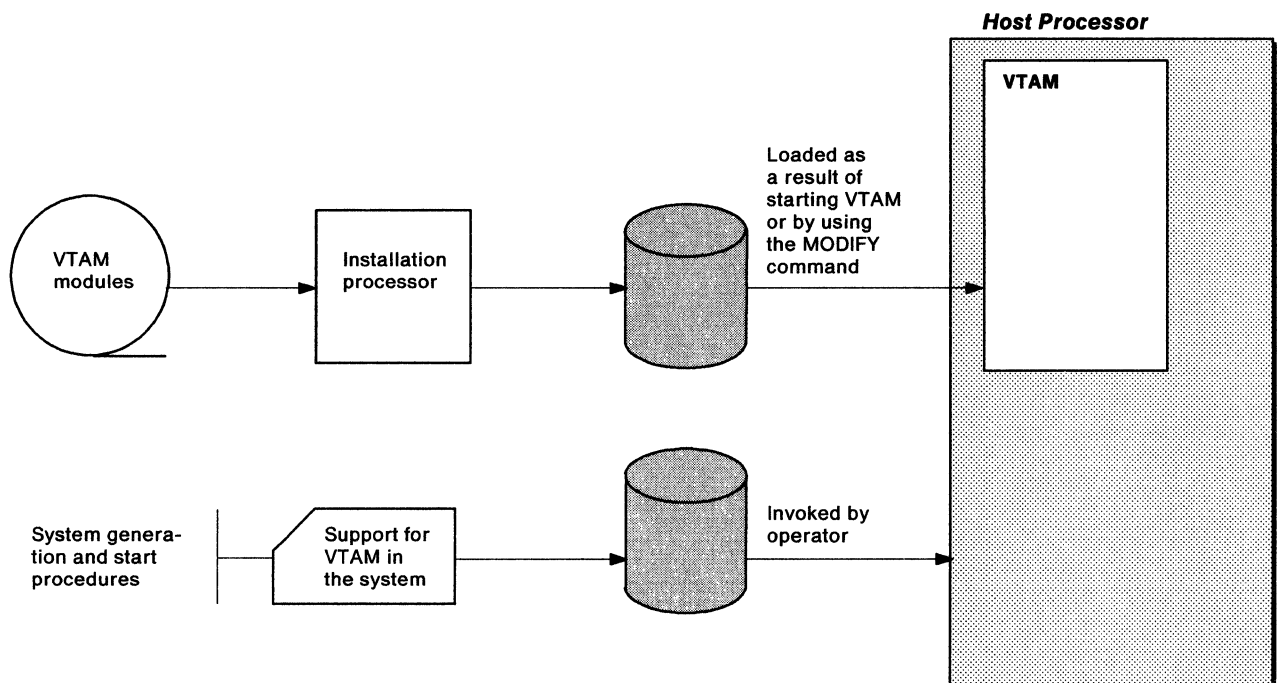 Host Processor
VTAM
Loaded as
a result of
starting VTAM
or by using
the MODIFY
command
VTAM
modules
Installation
processor
System genera-
tion and start
procedures
Support for
VTAM in
the system
Invoked by
operator